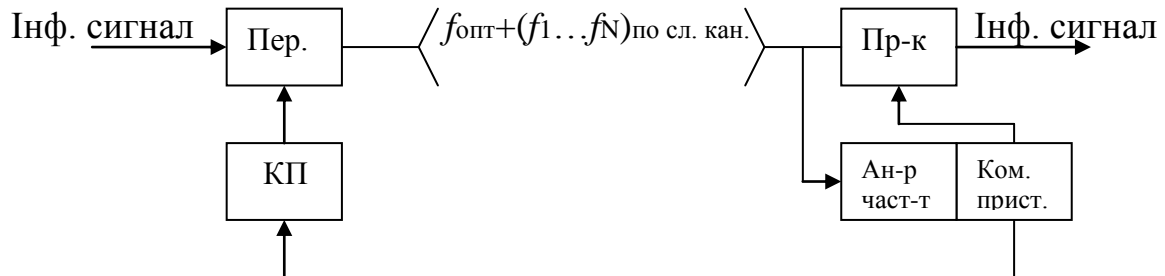 Інф. сигнал
Пер.
fопт+(f1…fN)по сл. кан.
Пр-к
Інф. сигнал
КП
Ан-р
част-т
Ком.
прист.